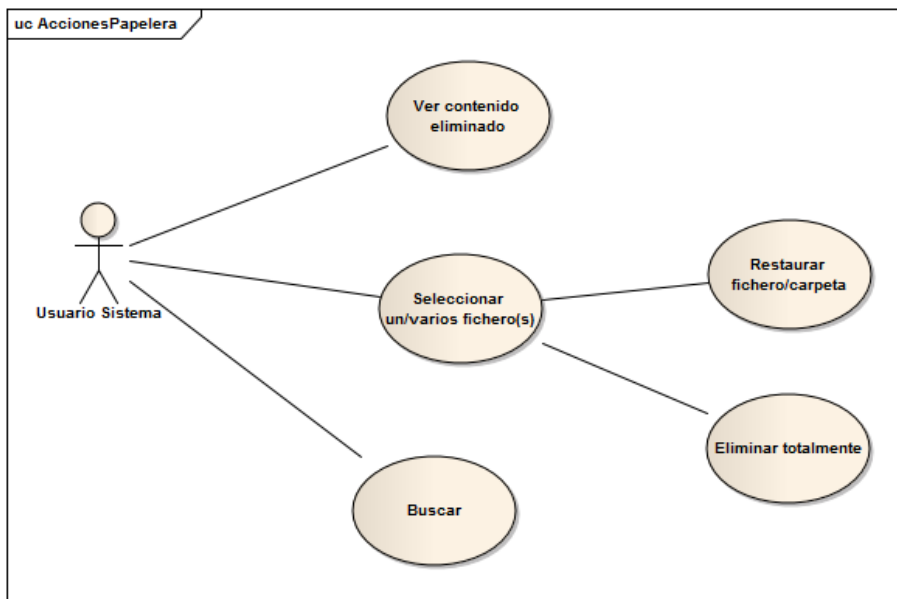 uc AccionesPapelera
Ver contenido
eliminado
Usuario Sistema
Seleccionar
un/varios fichero(s)
Restaurar
fichero/carpeta
Eliminar totalmente
Buscar